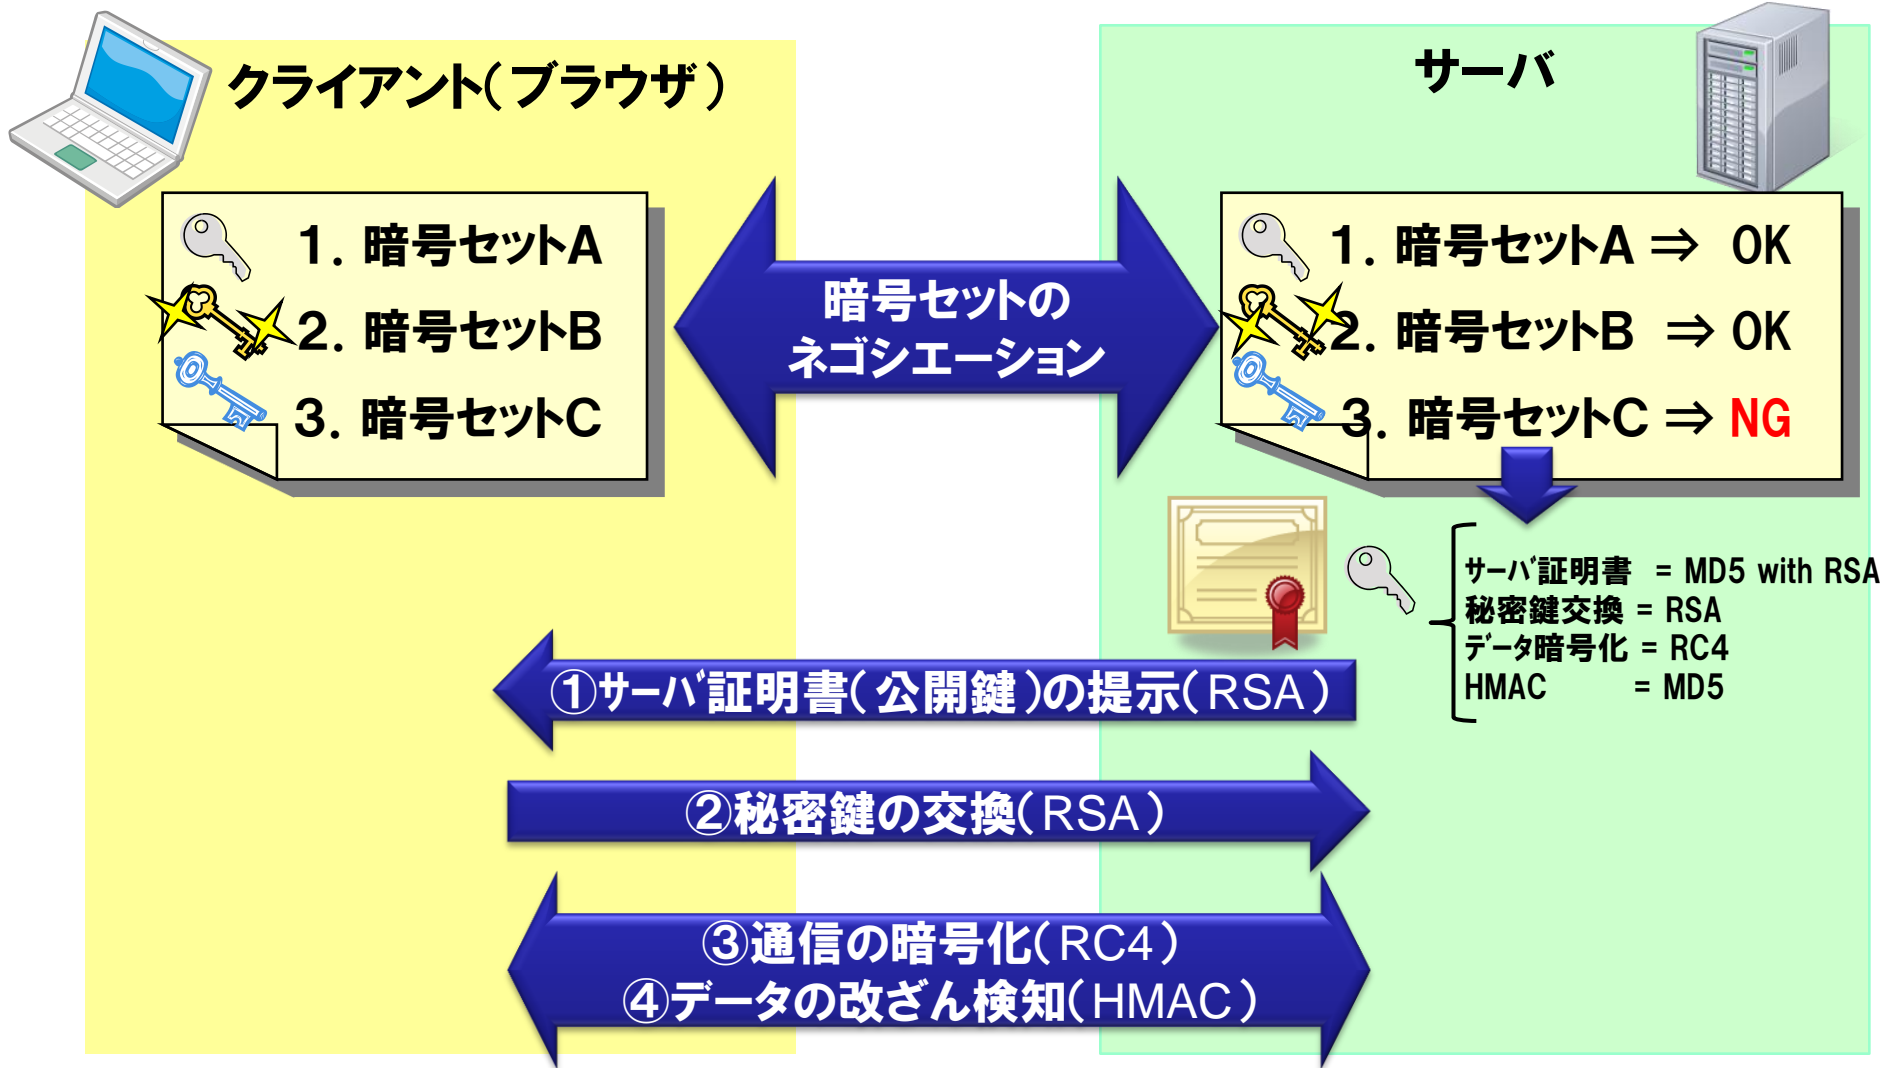 クライアント(ブラウザ)
サーバ
1. 暗号セットA
2. 暗号セットB
3. 暗号セットC
暗号セットの
ネゴシエーション
1. 暗号セットA ⇒ OK
2. 暗号セットB ⇒ OK
3. 暗号セットC ⇒ NG
サーバ証明書 = MD5 with RSA
秘密鍵交換 = RSA
データ暗号化 = RC4
HMAC = MD5
①サーバ証明書(公開鍵)の提示(RSA)
②秘密鍵の交換(RSA)
③通信の暗号化(RC4)
④データの改ざん検知(HMAC)